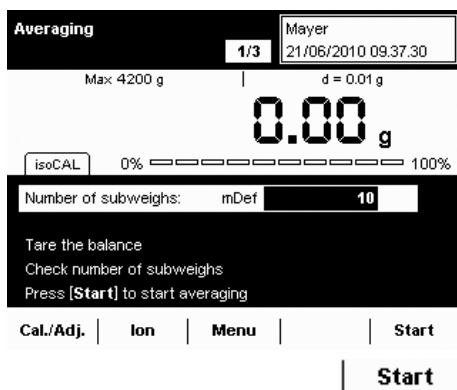 Averaging
1/3
Mayer
21/06/2010 09.37.30
Max 4200 g | d = 0.01 g
0.00 g
isoCAL 0% 100%
Number of subweighs: mDef 10
Tare the balance
Check number of subweighs
Press [Start] to start averaging
Cal./Adj. | Ion | Menu | | Start
Start